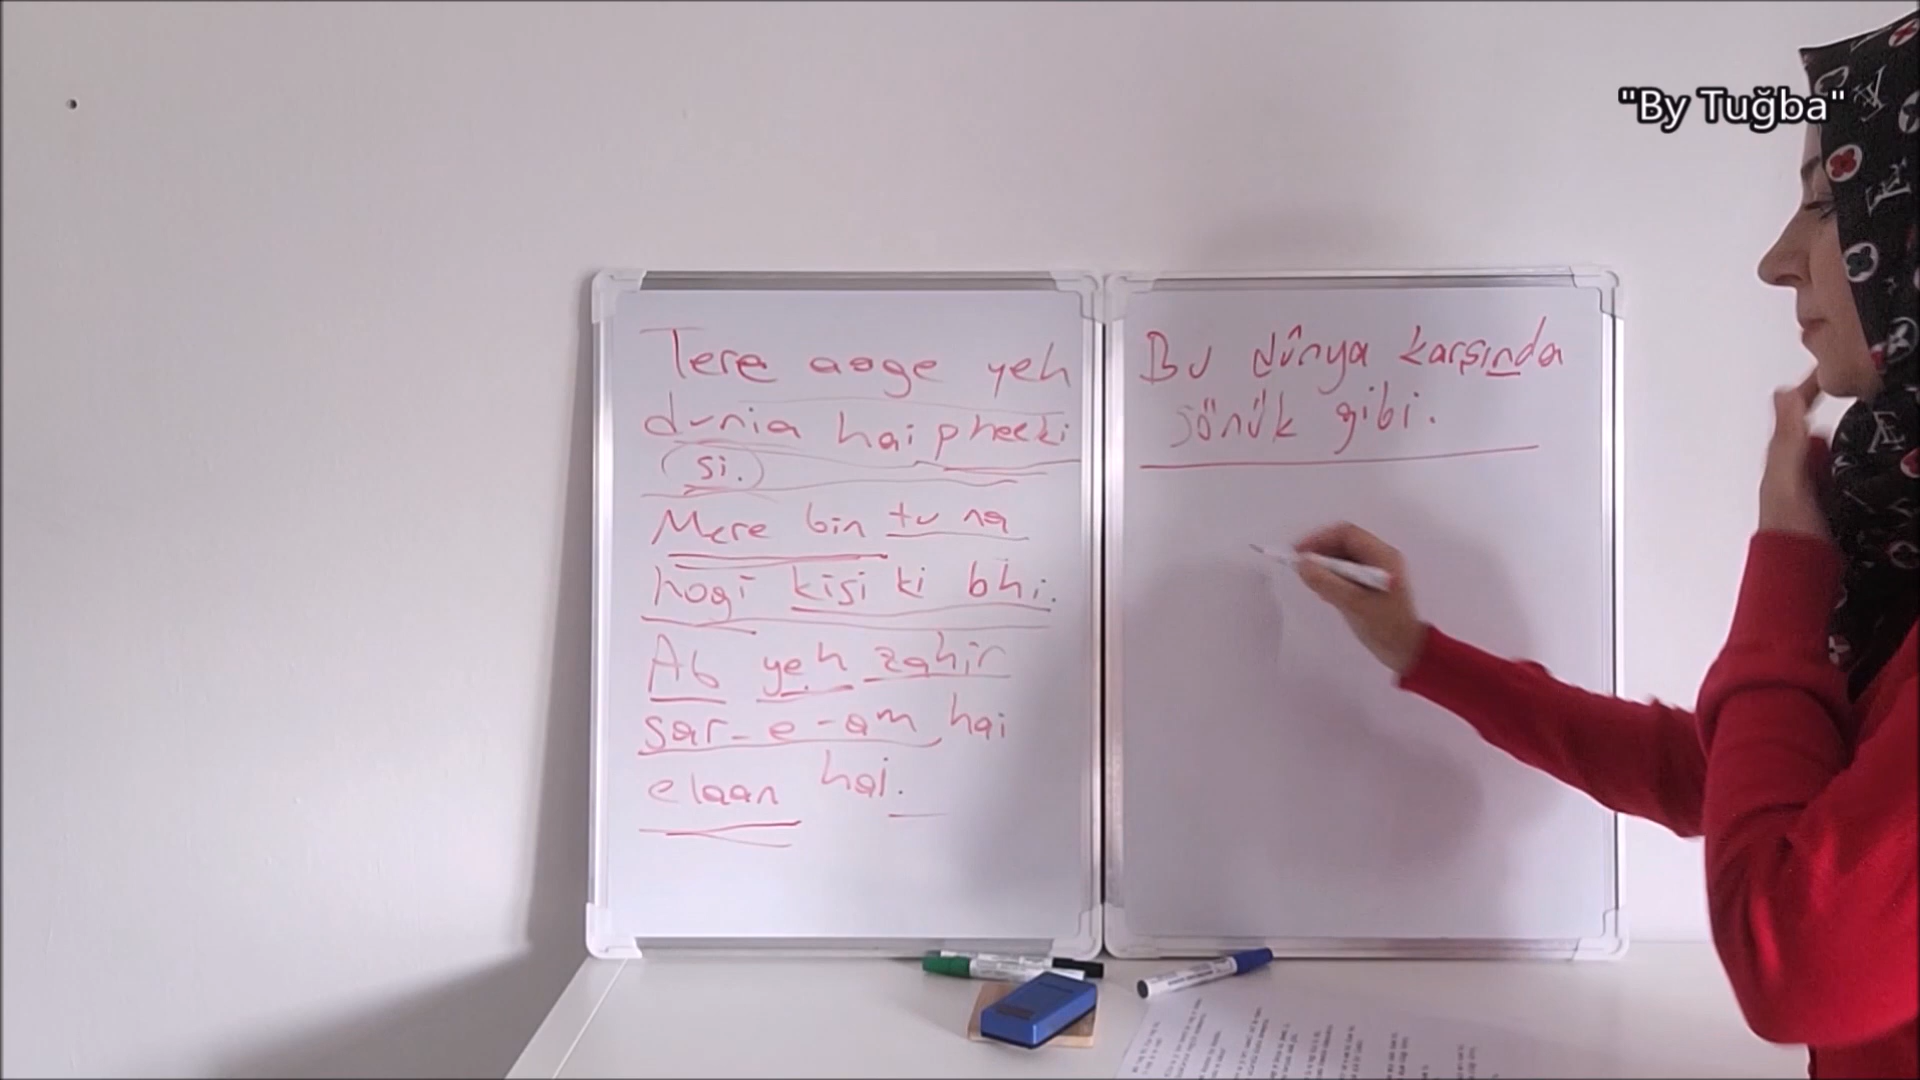 "By Tuğba"
Tere aage yeh
dunia hai pheeki
si.
Mere bin tu na
hogi kisi ki bhi.
Ab yeh zahir
sar-e-am hai
elaan hai.
Bu dünya karşında
sönük gibi.